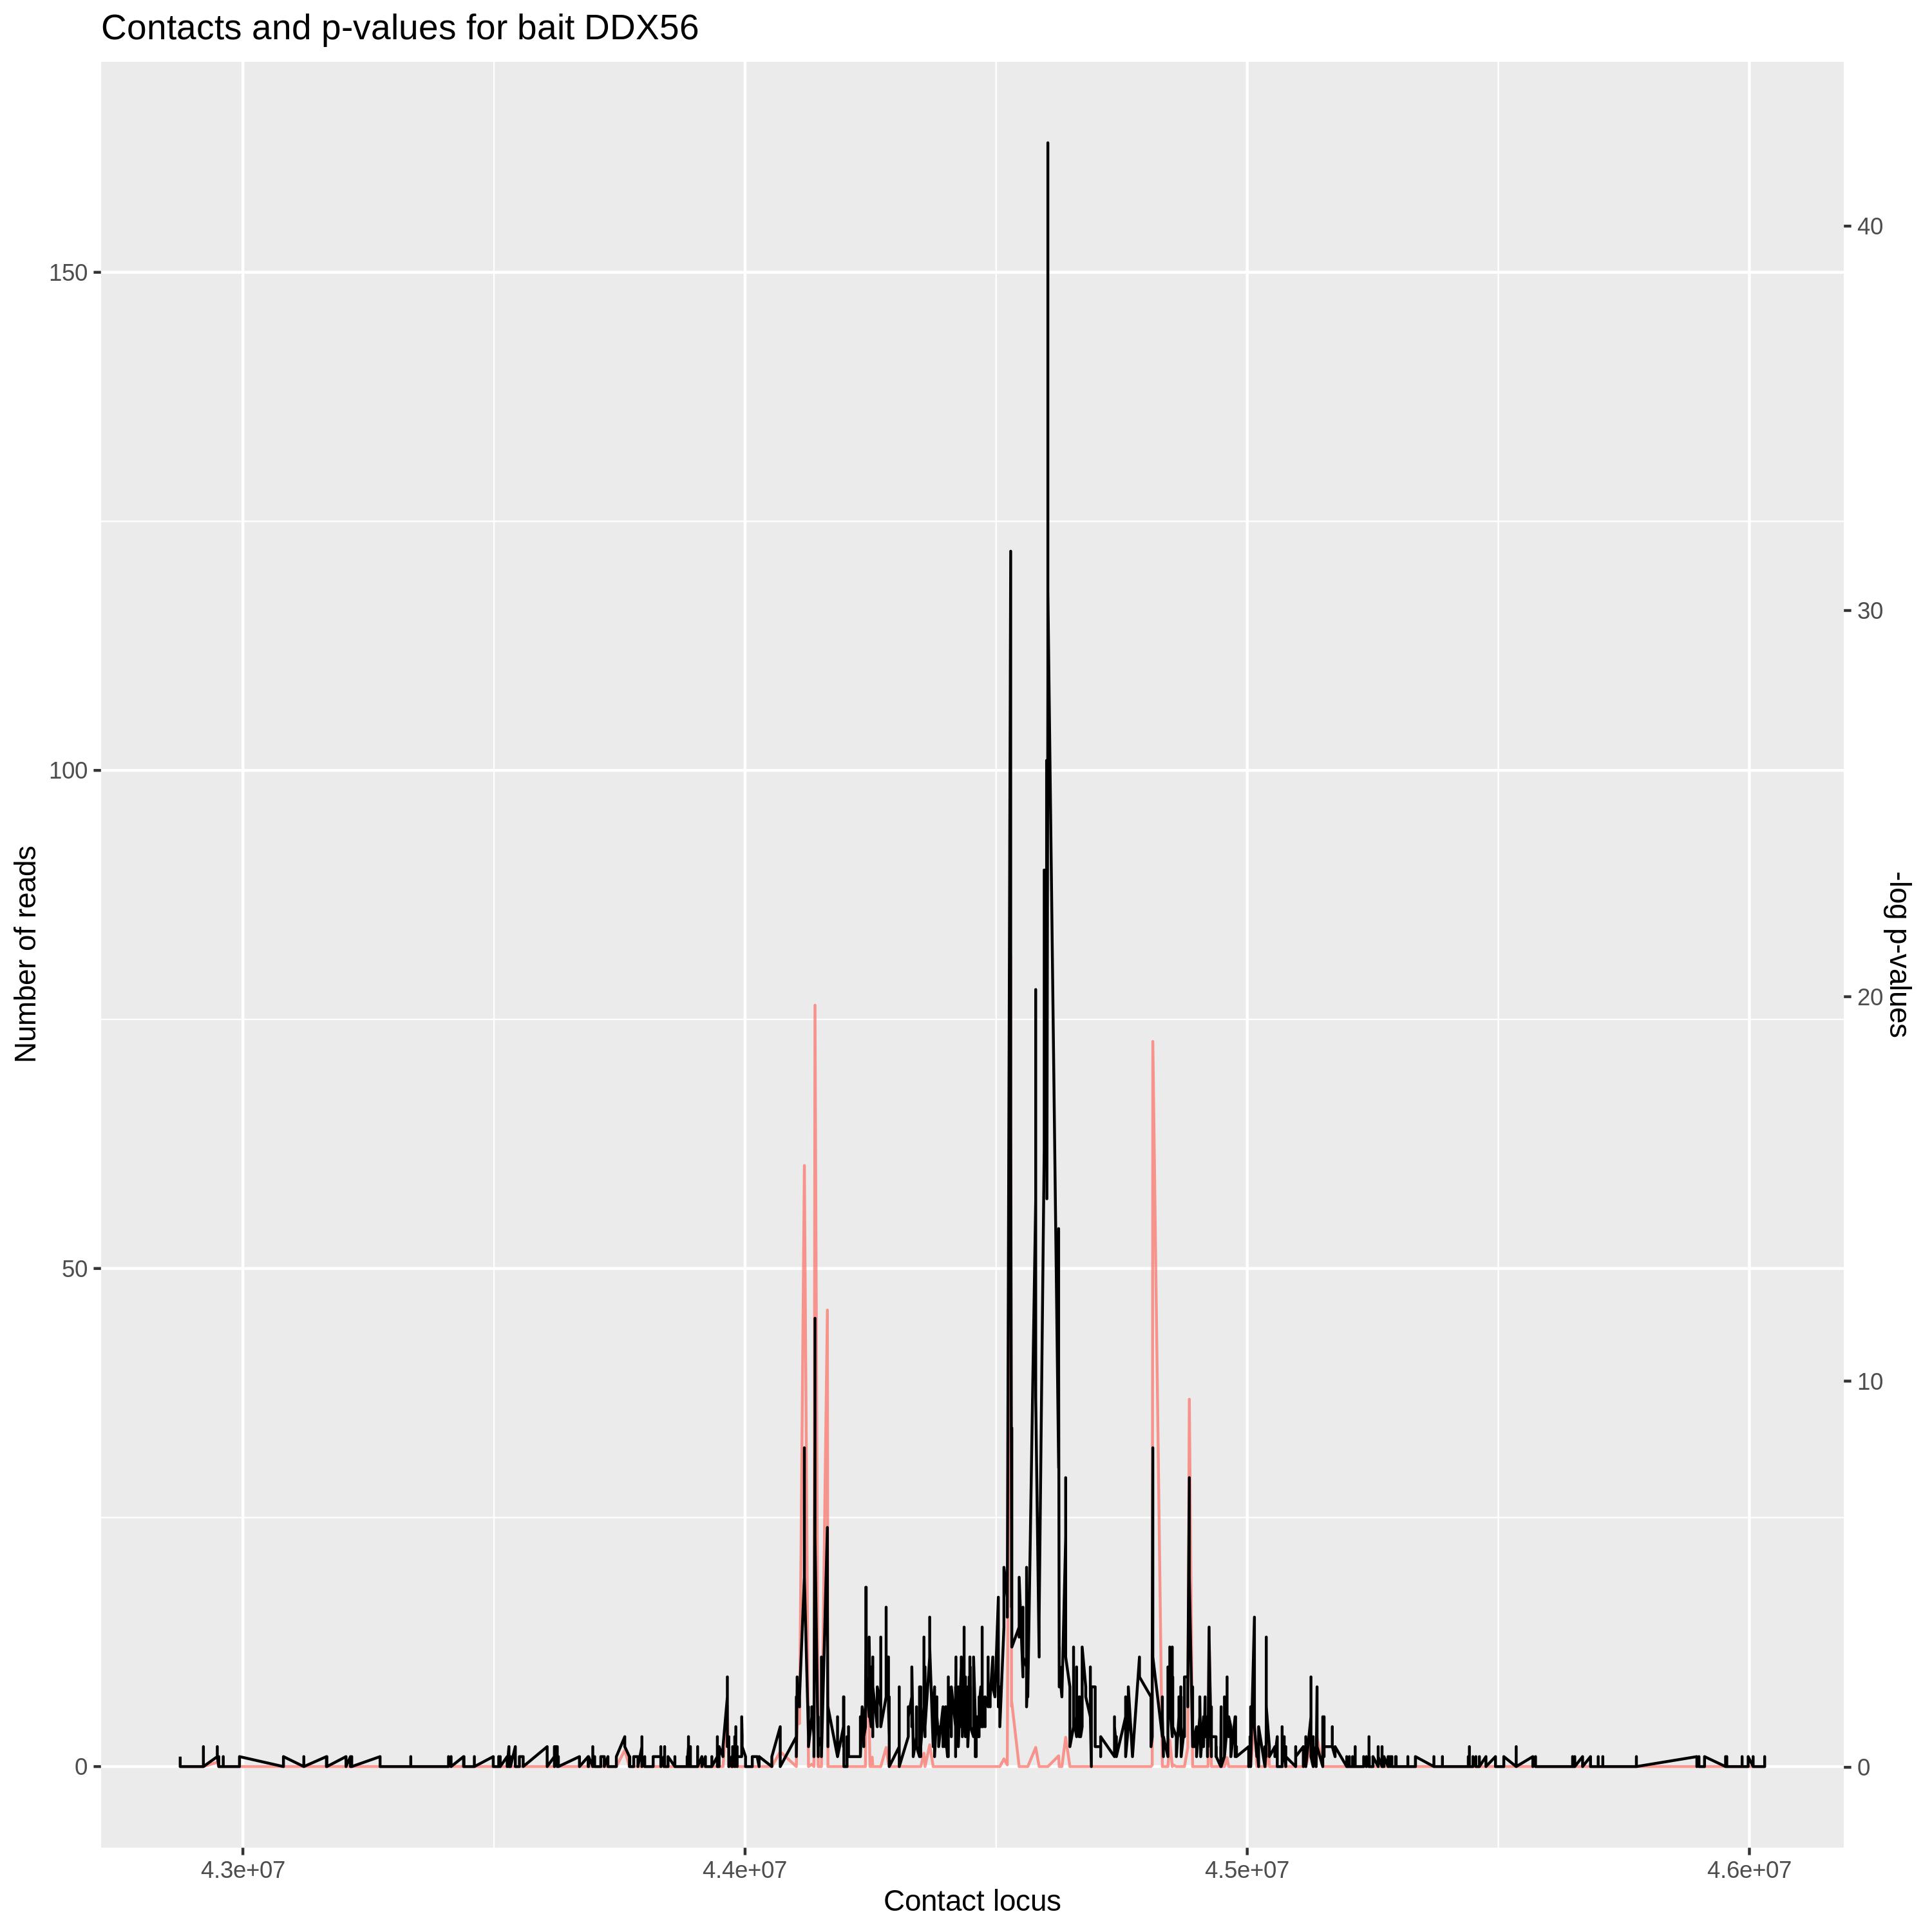 Contacts and p-values for bait DDX56
Number of reads
150
100
50
0
40
30
20
10
0
-log p-values
4.3e+07
4.4e+07
4.5e+07
4.6e+07
Contact locus